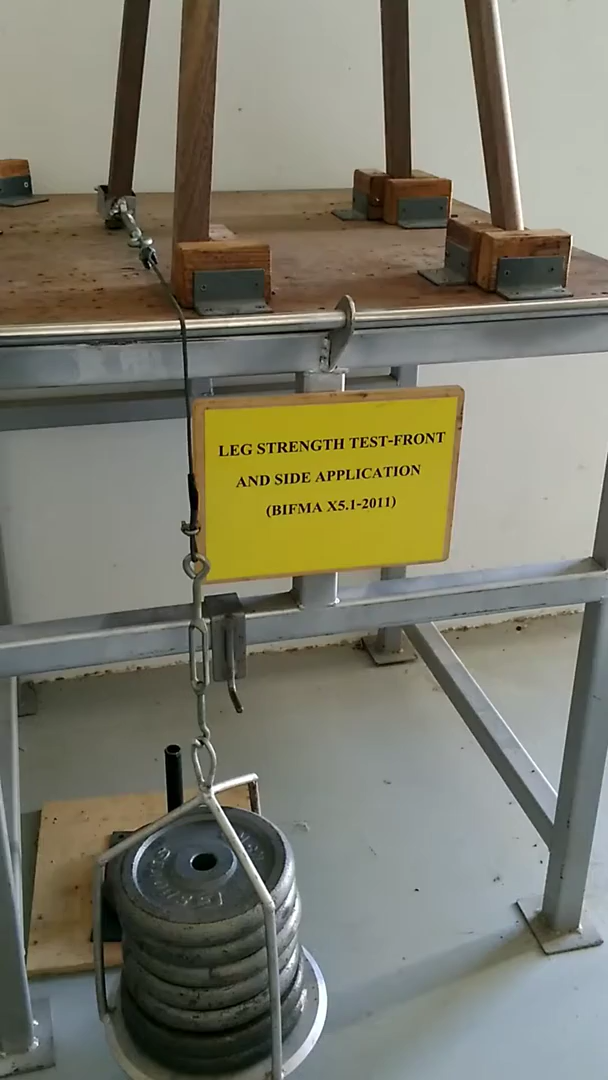 LEG STRENGTH TEST-FRONT
AND SIDE APPLICATION
(BIFMA X5.1-2011)